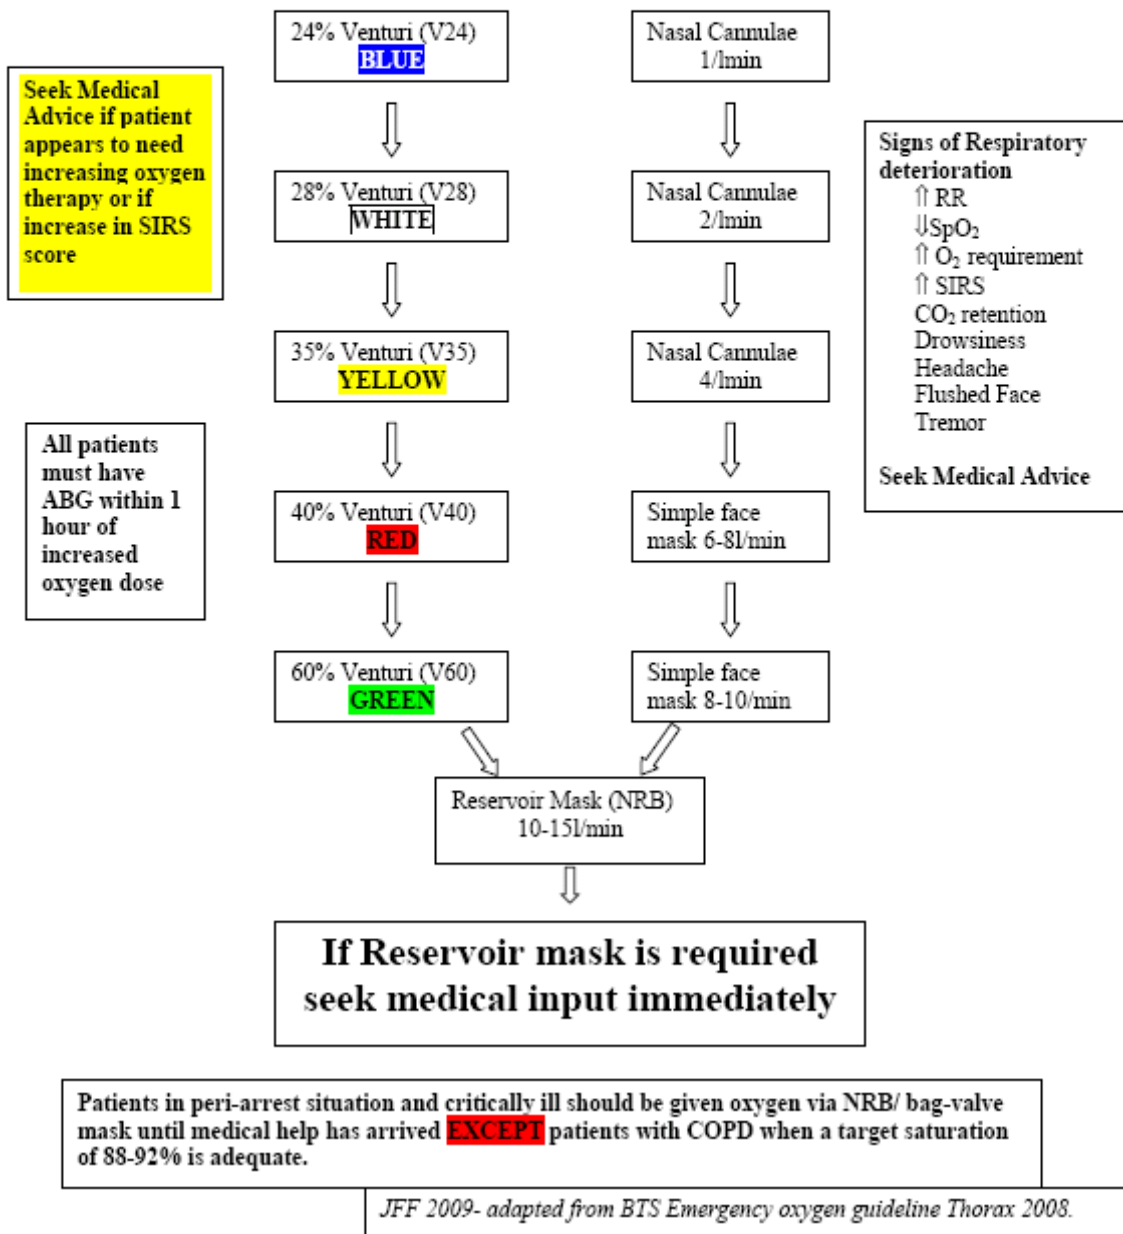 24% Venturi (V24)
BLUE
Nasal Cannulae
1/lmin
Seek Medical
Advice if patient
appears to need
increasing oxygen
therapy or if
increase in SIRS
score
Signs of Respiratory
deterioration
⇑ RR
⇓SpO₂
⇑ O₂ requirement
⇑ SIRS
CO₂ retention
Drowsiness
Headache
Flushed Face
Tremor
Seek Medical Advice
28% Venturi (V28)
WHITE
Nasal Cannulae
2/lmin
35% Venturi (V35)
YELLOW
Nasal Cannulae
4/lmin
All patients
must have
ABG within 1
hour of
increased
oxygen dose
40% Venturi (V40)
RED
Simple face
mask 6-8l/min
60% Venturi (V60)
GREEN
Simple face
mask 8-10/min
Reservoir Mask (NRB)
10-15l/min
If Reservoir mask is required
seek medical input immediately
Patients in peri-arrest situation and critically ill should be given oxygen via NRB/ bag-valve
mask until medical help has arrived EXCEPT patients with COPD when a target saturation
of 88-92% is adequate.
JFF 2009- adapted from BTS Emergency oxygen guideline Thorax 2008.